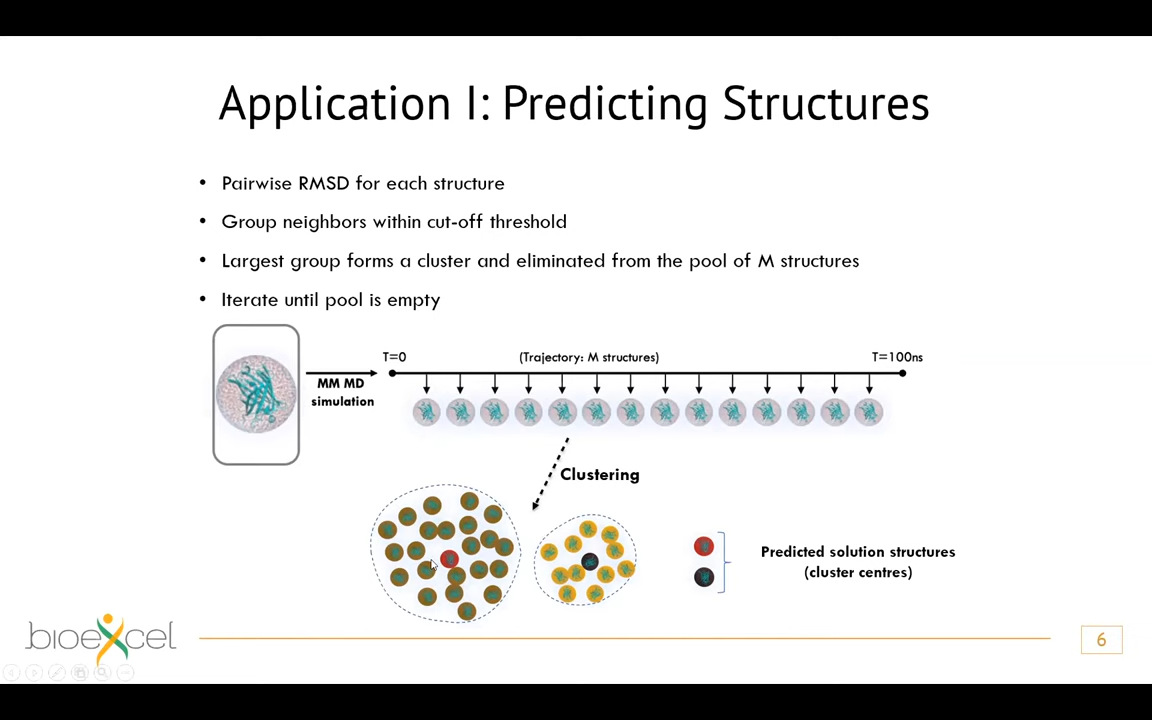 Application I: Predicting Structures
• Pairwise RMSD for each structure
• Group neighbors within cut-off threshold
• Largest group forms a cluster and eliminated from the pool of M structures
• Iterate until pool is empty
T=0
(Trajectory: M structures)
T=100ns
MM MD
simulation
Clustering
Predicted solution structures
(cluster centres)
bioexcel
6